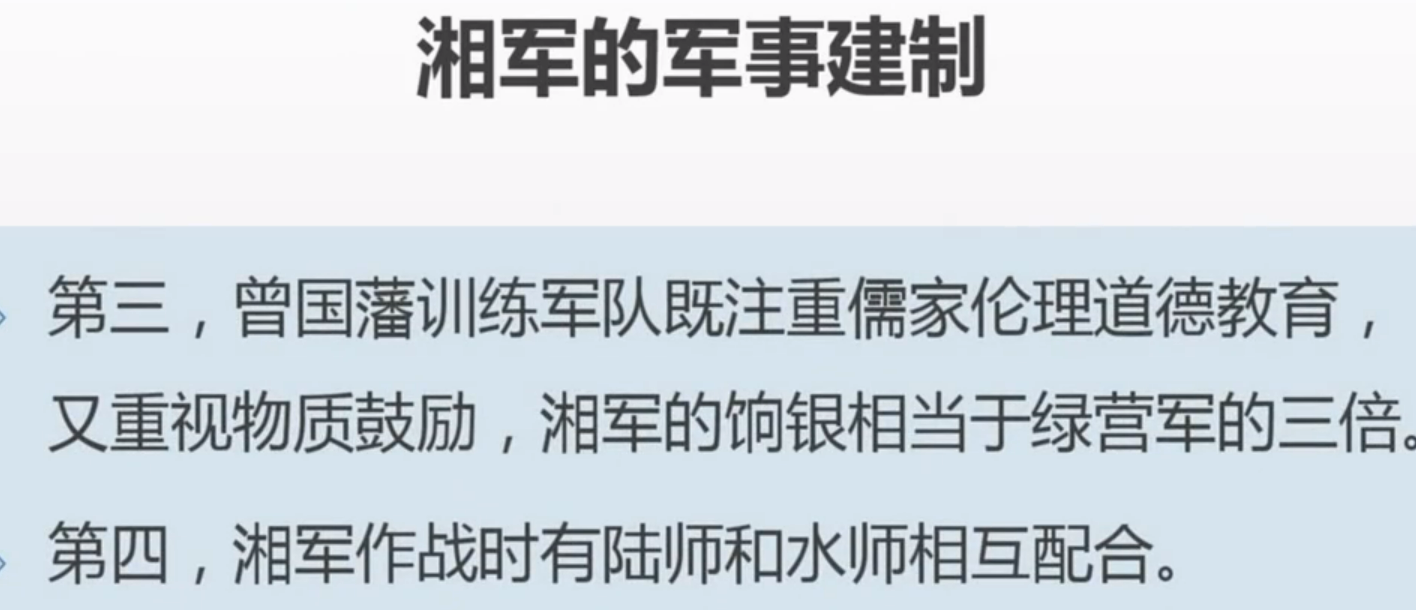 湘军的军事建制
第三，曾国藩训练军队既注重儒家伦理道德教育，
又重视物质鼓励，湘军的饷银相当于绿营军的三倍。
第四，湘军作战时有陆师和水师相互配合。